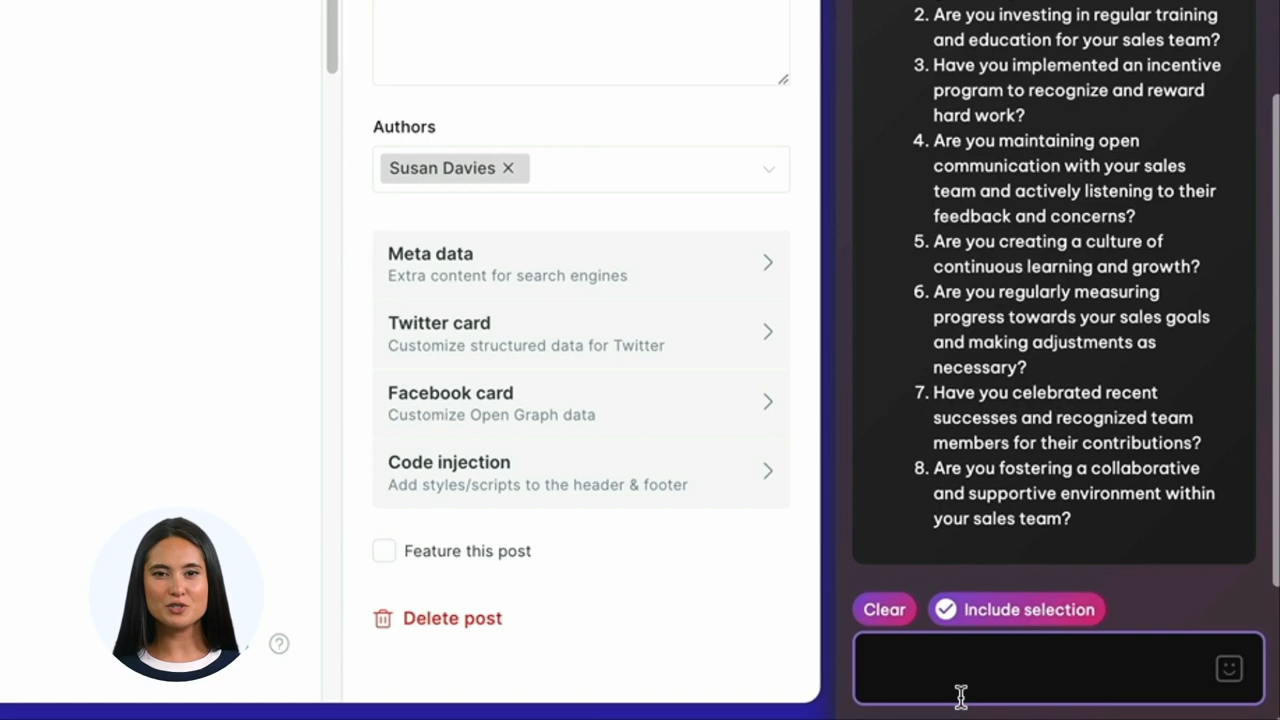 Authors
Susan Davies
Meta data
Extra content for search engines
Twitter card
Customize structured data for Twitter
Facebook card
Customize Open Graph data
Code injection
Add styles/scripts to the header & footer
Feature this post
Delete post
?
2. Are you investing in regular training
and education for your sales team?
3. Have you implemented an incentive
program to recognize and reward
hard work?
4. Are you maintaining open
communication with your sales
team and actively listening to their
feedback and concerns?
5. Are you creating a culture of
continuous learning and growth?
6. Are you regularly measuring
progress towards your sales goals
and making adjustments as
necessary?
7. Have you celebrated recent
successes and recognized team
members for their contributions?
8. Are you fostering a collaborative
and supportive environment within
your sales team?
Clear
Include selection